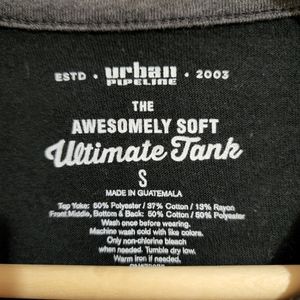 ESTD • urban PIPELINE • 2003
THE
AWESOMELY SOFT
Ultimate Tank
S
MADE IN GUATEMALA
Top Yoke: 50% Polyester / 37% Cotton / 13% Rayon
Front Middle, Bottom & Back: 50% Cotton / 50% Polyester
Wash once before wearing.
Machine wash cold with like colors.
Only non-chlorine bleach
when needed. Tumble dry low.
Warm iron if needed.